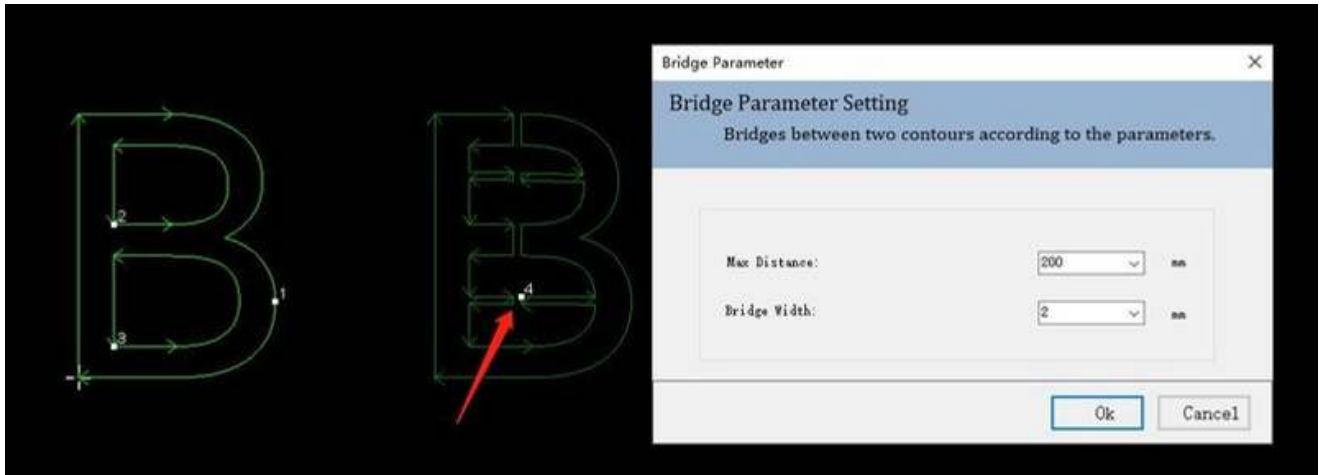 Bridge Parameter
Bridge Parameter Setting
Bridges between two contours according to the parameters.
Max Distance:
200
mm
Bridge Width:
2
mm
Ok
Cancel
1
2
3
4